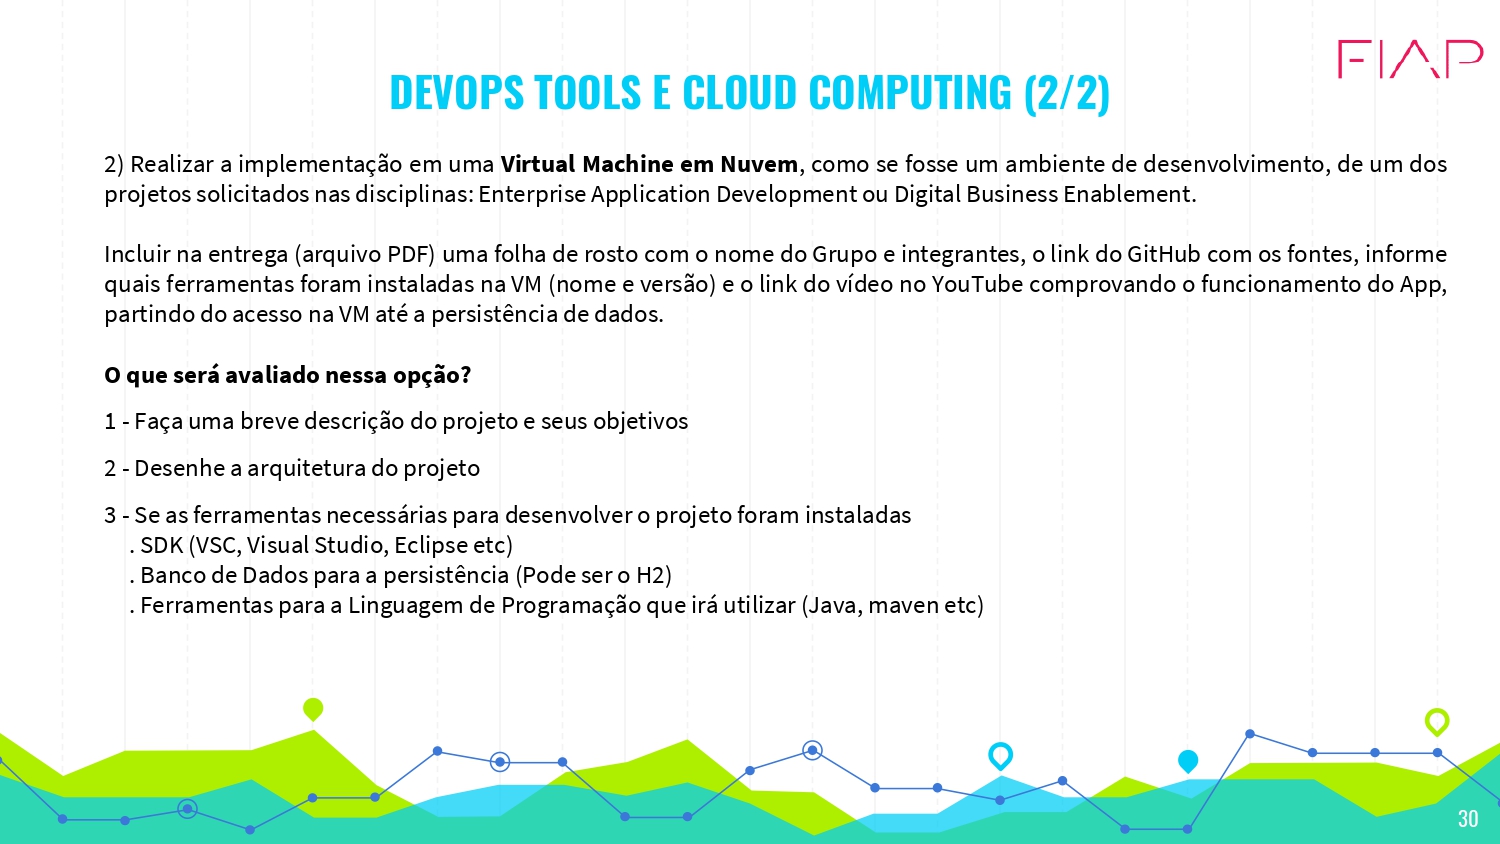 FIAP
DEVOPS TOOLS E CLOUD COMPUTING (2/2)
2) Realizar a implementação em uma Virtual Machine em Nuvem, como se fosse um ambiente de desenvolvimento, de um dos
projetos solicitados nas disciplinas: Enterprise Application Development ou Digital Business Enablement.
Incluir na entrega (arquivo PDF) uma folha de rosto com o nome do Grupo e integrantes, o link do GitHub com os fontes, informe
quais ferramentas foram instaladas na VM (nome e versão) e o link do vídeo no YouTube comprovando o funcionamento do App,
partindo do acesso na VM até a persistência de dados.
O que será avaliado nessa opção?
1 - Faça uma breve descrição do projeto e seus objetivos
2 - Desenhe a arquitetura do projeto
3 - Se as ferramentas necessárias para desenvolver o projeto foram instaladas
. SDK (VSC, Visual Studio, Eclipse etc)
. Banco de Dados para a persistência (Pode ser o H2)
. Ferramentas para a Linguagem de Programação que irá utilizar (Java, maven etc)
30